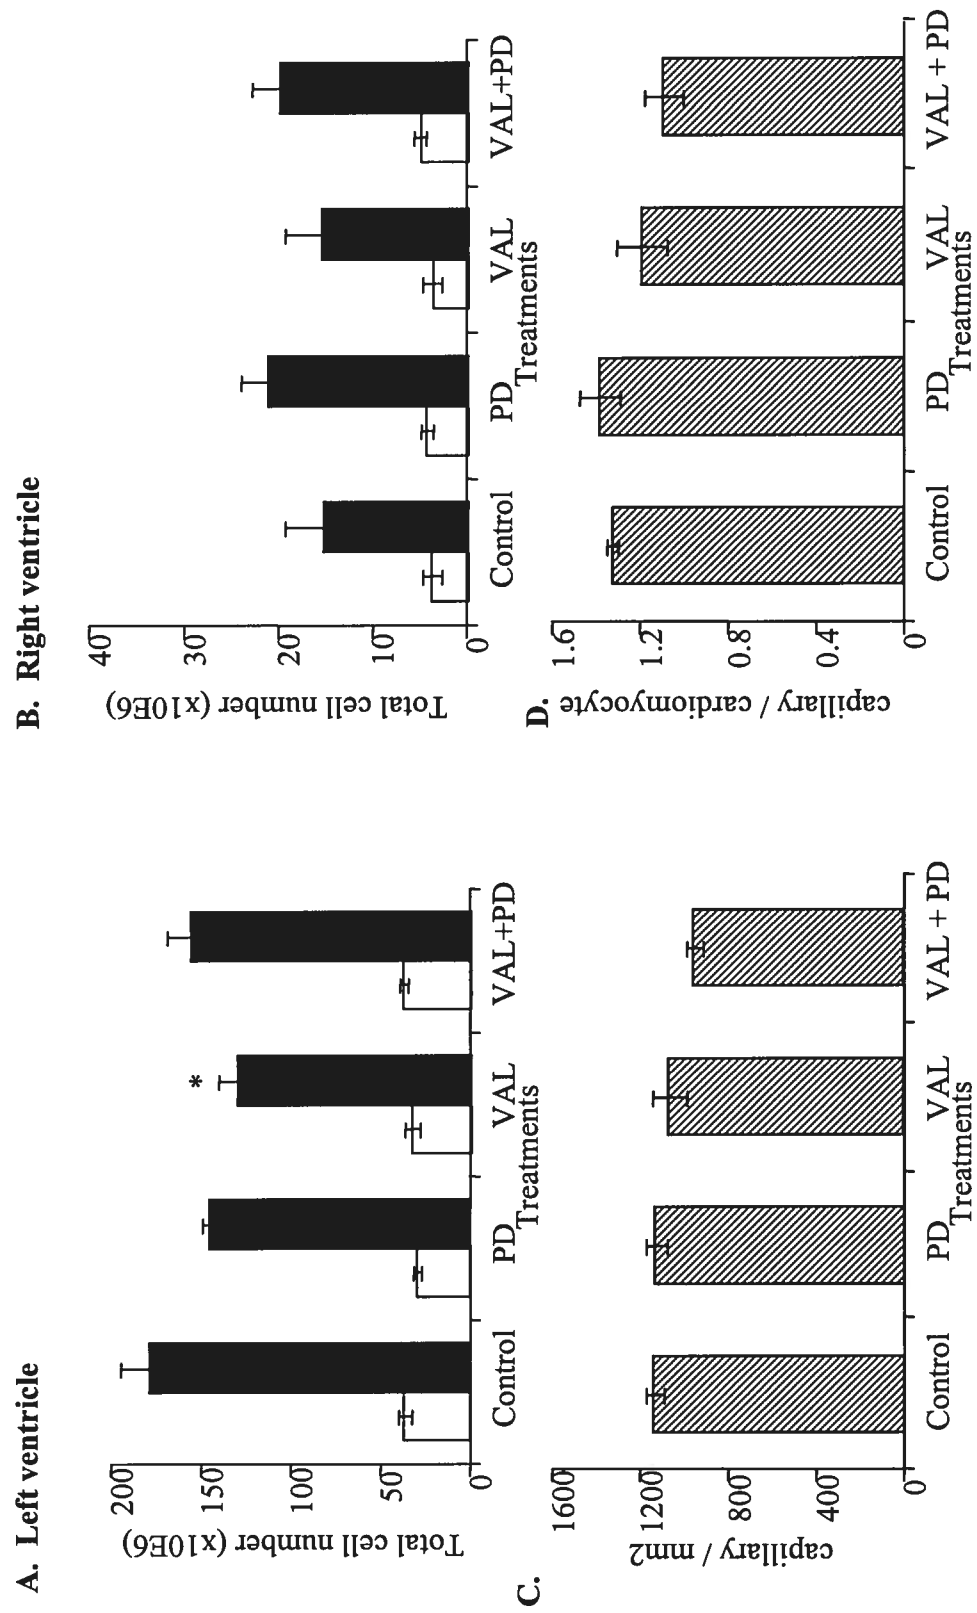 A. Left ventricle
200
150
100
50
0
Total cell number (x10E6)
*
Control
PD
VAL
VAL+PD
Treatments
B. Right ventricle
40
30
20
10
0
Total cell number (x10E6)
Control
PD
VAL
VAL+PD
Treatments
C.
1600
1200
800
400
0
capillary / mm2
Control
PD
VAL
VAL + PD
Treatments
D.
1.6
1.2
0.8
0.4
0
capillary / cardiomyocyte
Control
PD
VAL
VAL + PD
Treatments